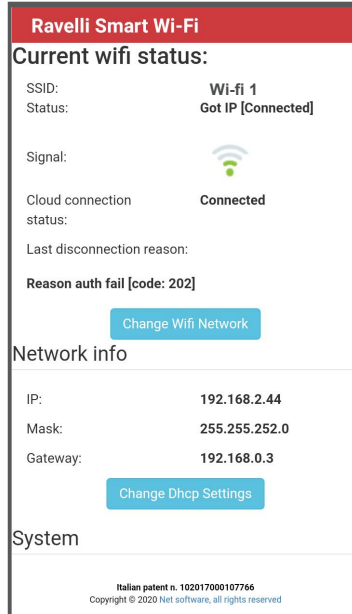 Ravelli Smart Wi-Fi
Current wifi status:
SSID: Wi-fi 1
Status: Got IP [Connected]
Signal:
Cloud connection Connected
status:
Last disconnection reason:
Reason auth fail [code: 202]
Change Wifi Network
Network info
IP: 192.168.2.44
Mask: 255.255.252.0
Gateway: 192.168.0.3
Change Dhcp Settings
System
Italian patent n. 102017000107766
Copyright © 2020 Net software, all rights reserved